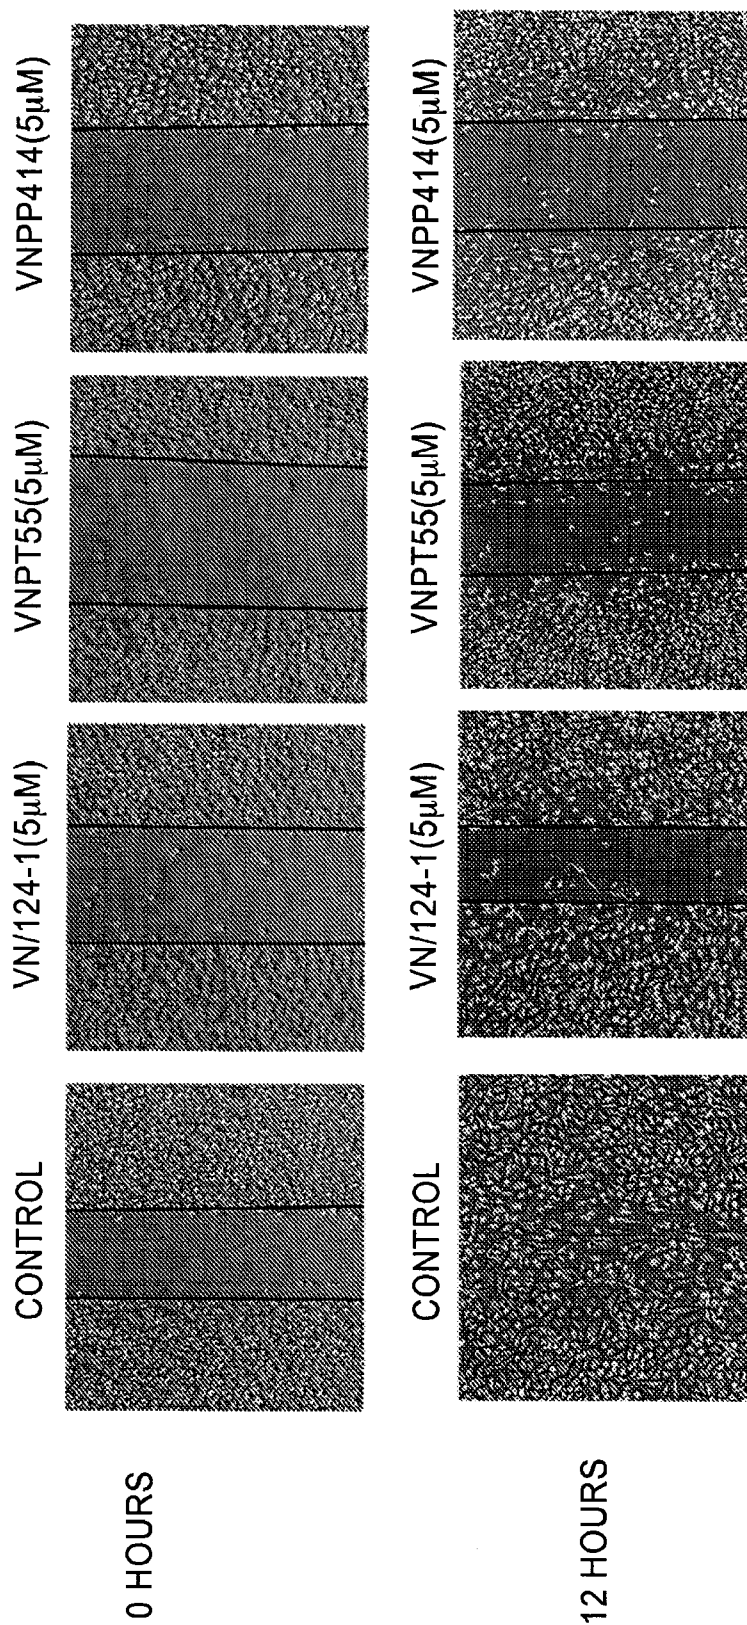 CONTROL
VN/124-1(5μM)
VNPT55(5μM)
VNPP414(5μM)
0 HOURS
CONTROL
VN/124-1(5μM)
VNPT55(5μM)
VNPP414(5μM)
12 HOURS